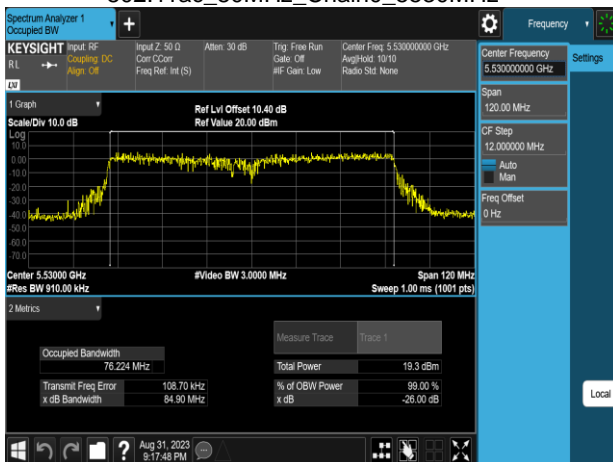 Spectrum Analyzer 1
Occupied BW
Frequency
KEYSIGHT
RL
Input: RF
Coupling: DC
Align: Off
Input Z: 50 Ω
Corr CCorr
Freq Ref: Int (S)
Atten: 30 dB
Trig: Free Run
Gate: Off
#IF Gain: Low
Center Freq: 5.530000000 GHz
Avg|Hold: 10/10
Radio Std: None
LXI
Center Frequency
5.530000000 GHz
Settings
Span
120.00 MHz
CF Step
12.000000 MHz
Auto
Man
Freq Offset
0 Hz
1 Graph
Scale/Div 10.0 dB
Ref Lvl Offset 10.40 dB
Ref Value 20.00 dBm
Log
10.0
0.00
-10.0
-20.0
-30.0
-40.0
-50.0
-60.0
-70.0
Center 5.53000 GHz
#Video BW 3.0000 MHz
Span 120 MHz
#Res BW 910.00 kHz
Sweep 1.00 ms (1001 pts)
2 Metrics
Measure Trace
Trace 1
Occupied Bandwidth
76.224 MHz
Total Power
19.3 dBm
Transmit Freq Error
108.70 kHz
% of OBW Power
99.00 %
x dB Bandwidth
84.90 MHz
x dB
-26.00 dB
Local
?
Aug 31, 2023
9:17:48 PM